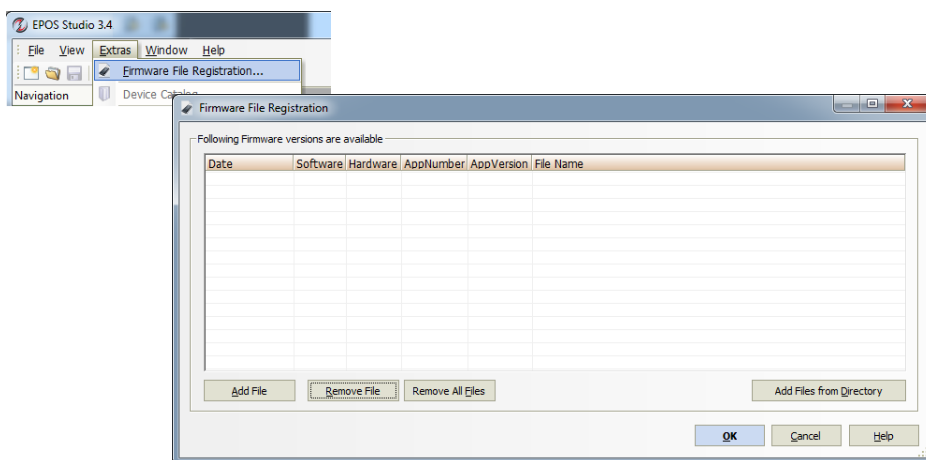 EPOS Studio 3.4
File View Extras Window Help
Firmware File Registration...
Navigation Device Catalog
Firmware File Registration
Following Firmware versions are available
Date Software Hardware AppNumber AppVersion File Name
Add File Remove File Remove All Files Add Files from Directory
OK Cancel Help